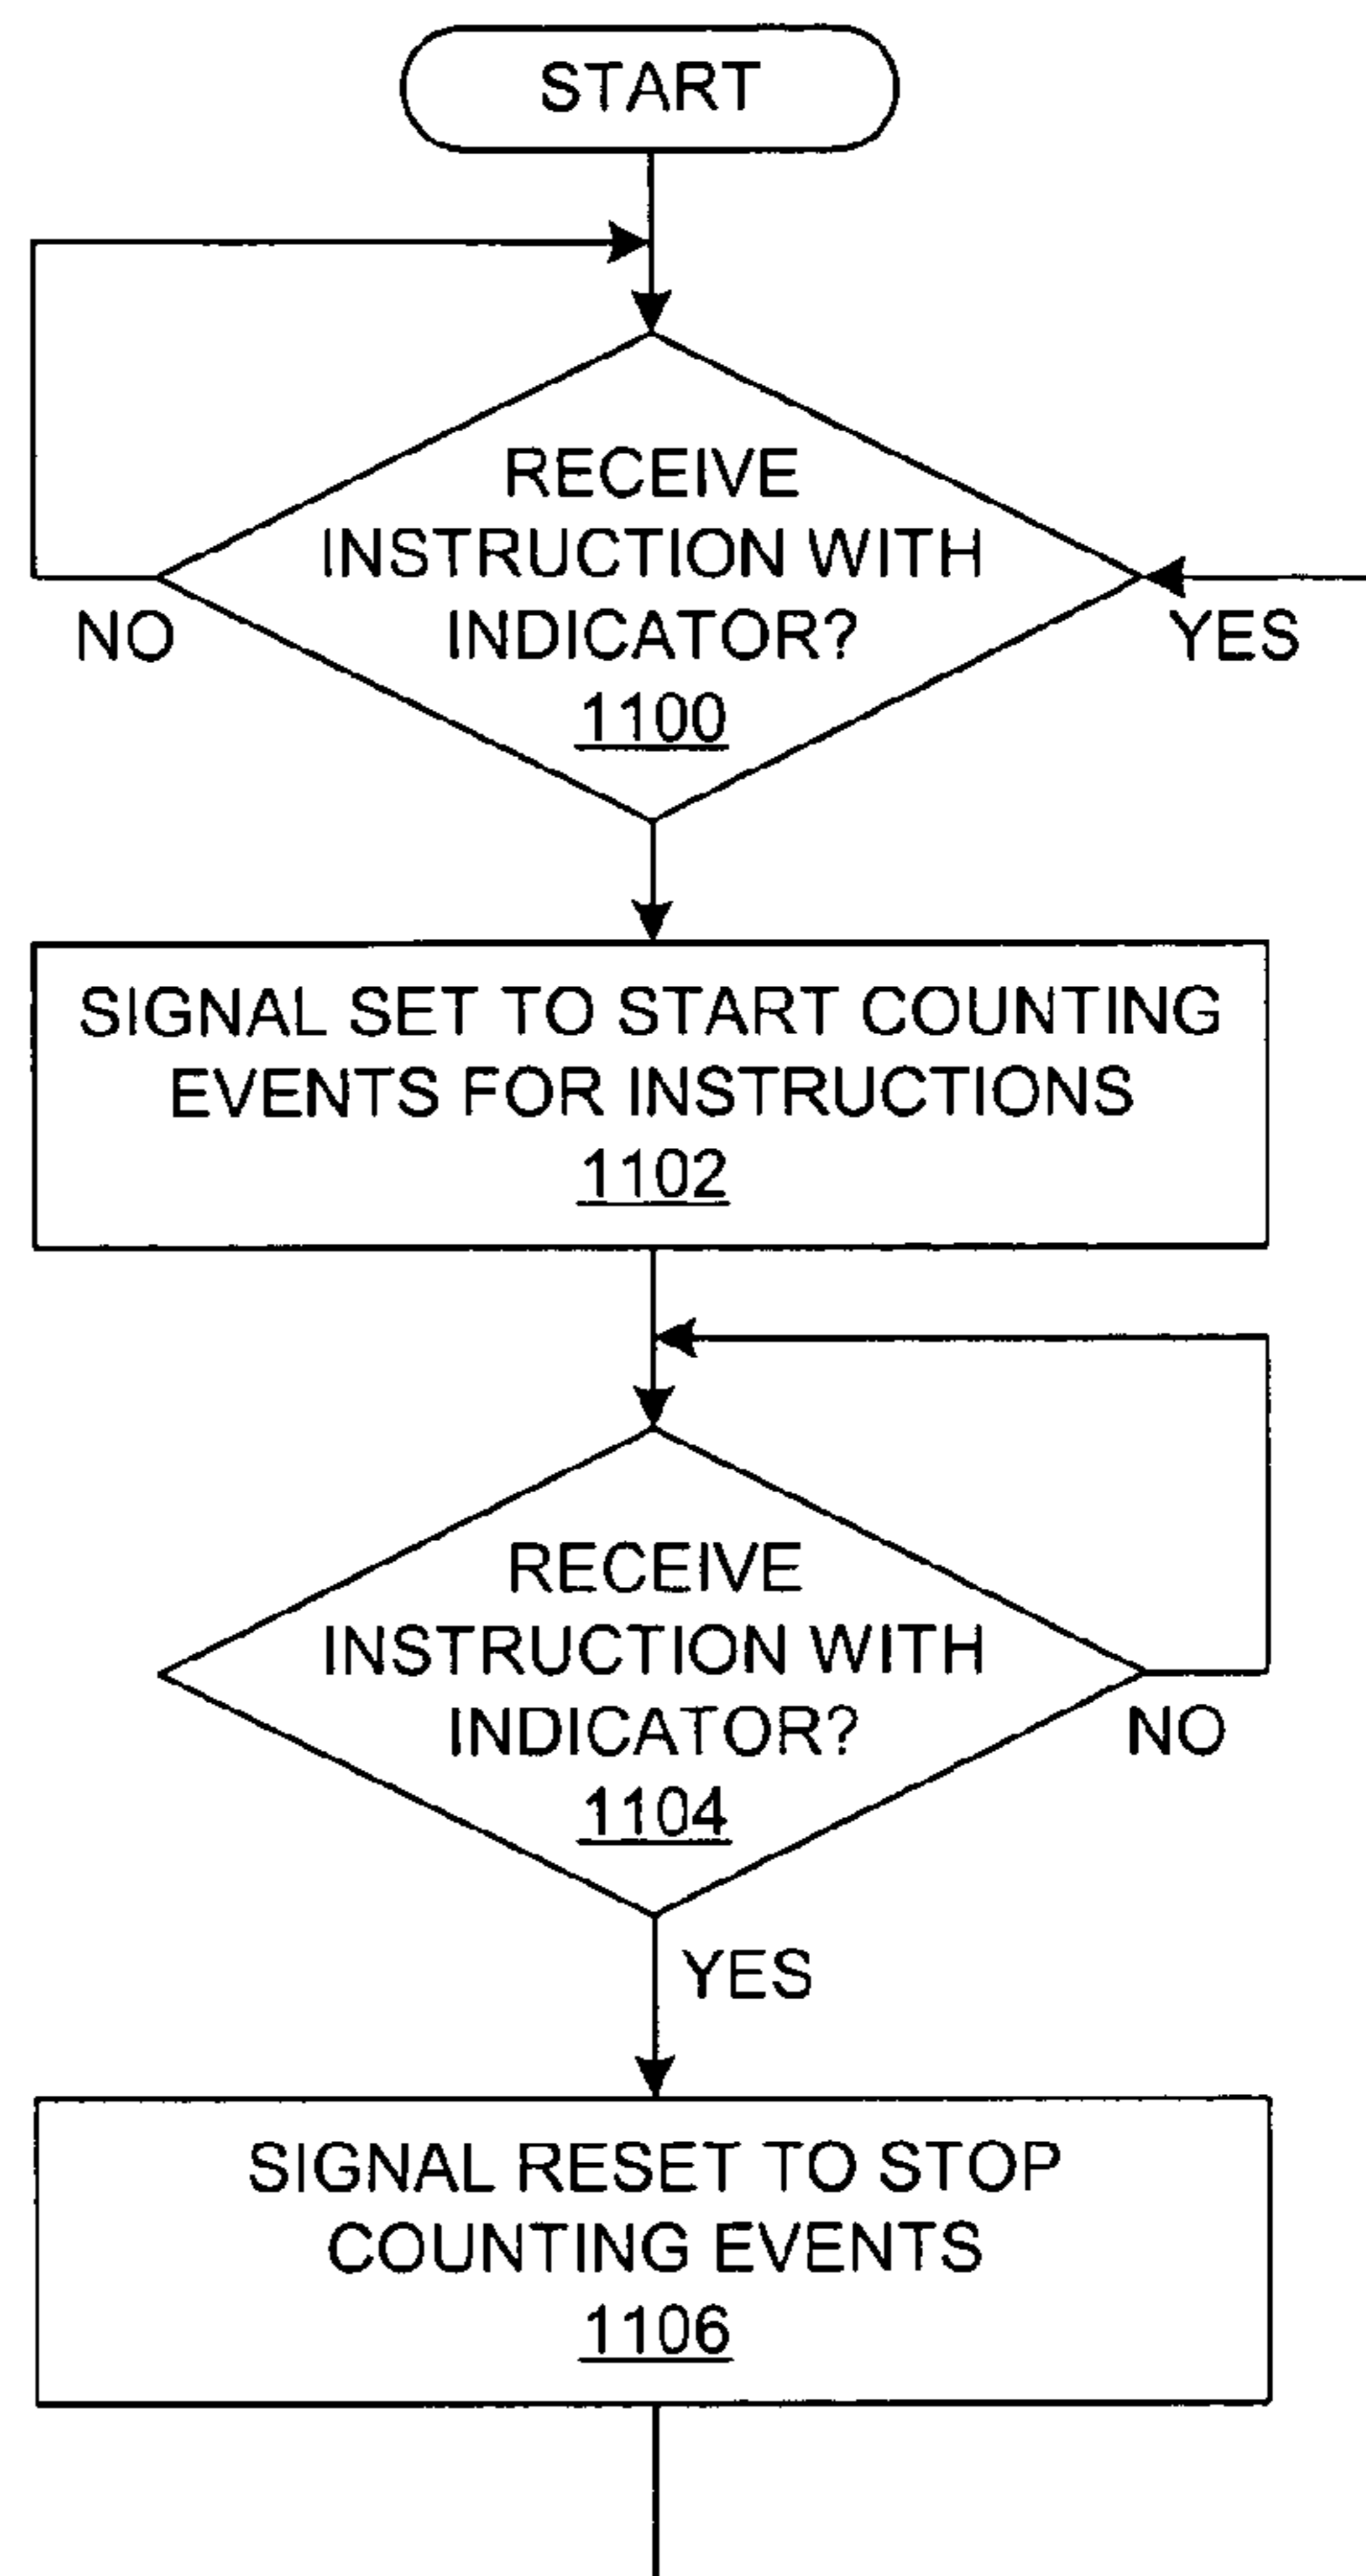 START
RECEIVE
INSTRUCTION WITH
INDICATOR?
1100
NO
YES
SIGNAL SET TO START COUNTING
EVENTS FOR INSTRUCTIONS
1102
RECEIVE
INSTRUCTION WITH
INDICATOR?
1104
NO
YES
SIGNAL RESET TO STOP
COUNTING EVENTS
1106